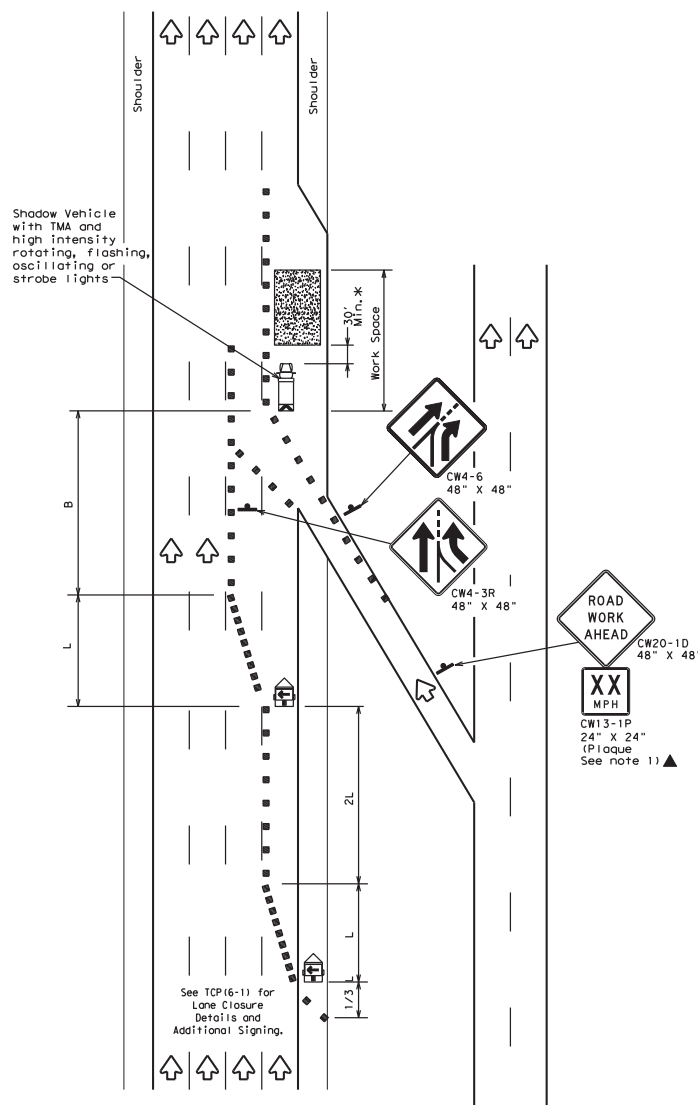 Shoulder
Shoulder
Shadow Vehicle
with TMA and
high intensity
rotating, flashing,
oscillating or
strobe lights
30'
Min.*
Work Space
CW4-6
48" X 48"
B
CW4-3R
48" X 48"
ROAD
WORK
AHEAD
CW20-1D
48" X 48"
L
XX
MPH
CW13-1P
24" X 24"
(Plaque
See note 1) ▲
2L
L
1/3 L
See TCP(6-1) for
Lane Closure
Details and
Additional Signing.